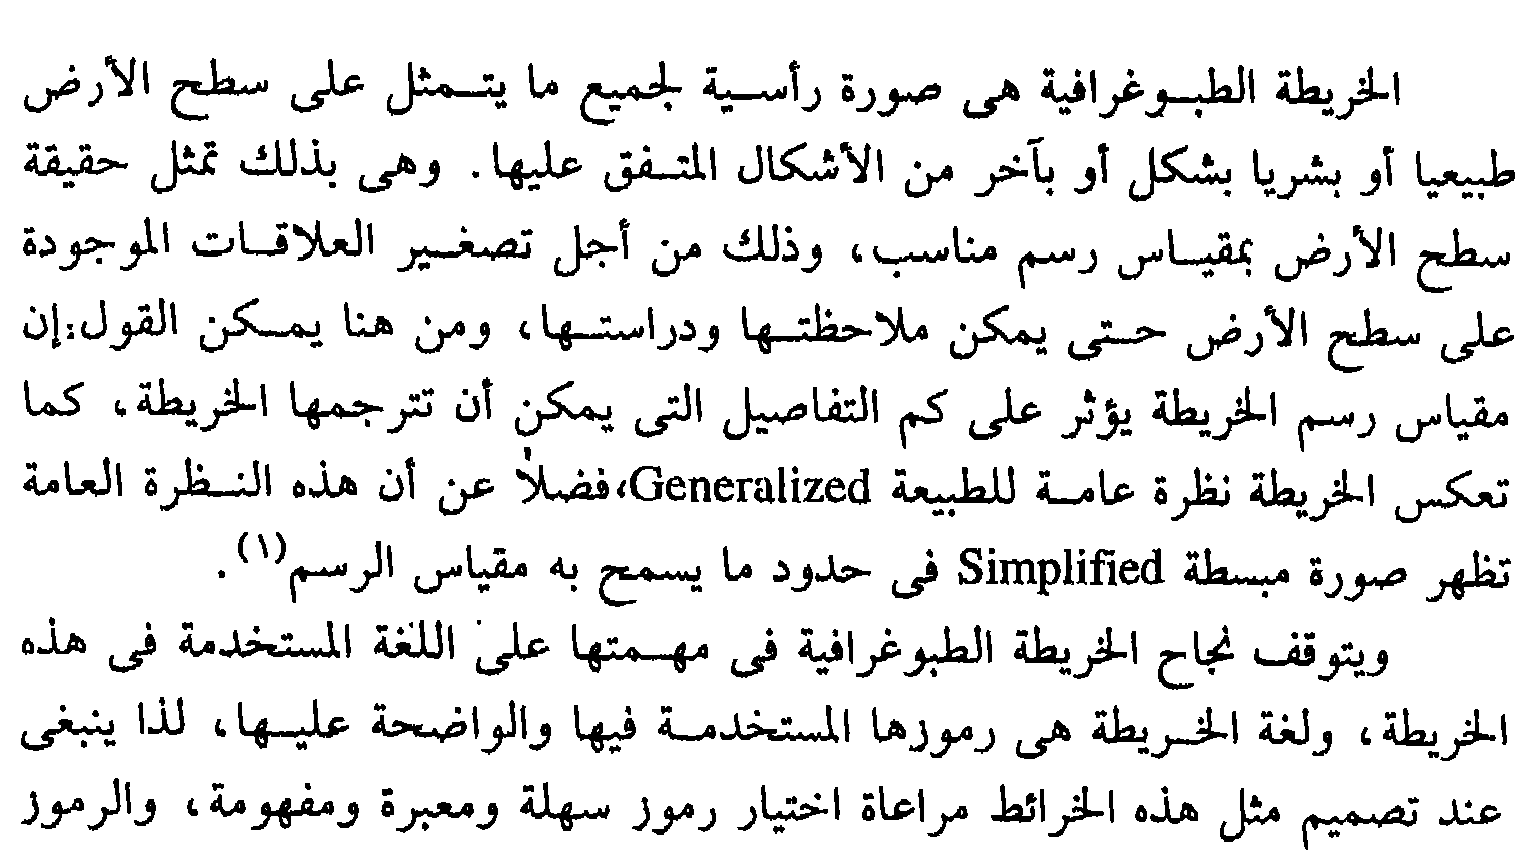 الخريطة الطبوغرافية هى صورة رأسية لجميع ما يتمثل على سطح الأرض
طبيعيا أو بشريا بشكل أو بآخر من الأشكال المتفق عليها. وهى بذلك تمثل حقيقة
سطح الأرض بمقياس رسم مناسب، وذلك من أجل تصغير العلاقات الموجودة
على سطح الأرض حتى يمكن ملاحظتها ودراستها، ومن هنا يمكن القول:إن
مقياس رسم الخريطة يؤثر على كم التفاصيل التى يمكن أن تترجمها الخريطة، كما
تعكس الخريطة نظرة عامة للطبيعة Generalized،فضلاً عن أن هذه النظرة العامة
تظهر صورة مبسطة Simplified فى حدود ما يسمح به مقياس الرسم(١).
ويتوقف نجاح الخريطة الطبوغرافية فى مهمتها على اللغة المستخدمة فى هذه
الخريطة، ولغة الخريطة هى رموزها المستخدمة فيها والواضحة عليها، لذا ينبغى
عند تصميم مثل هذه الخرائط مراعاة اختيار رموز سهلة ومعبرة ومفهومة، والرموز